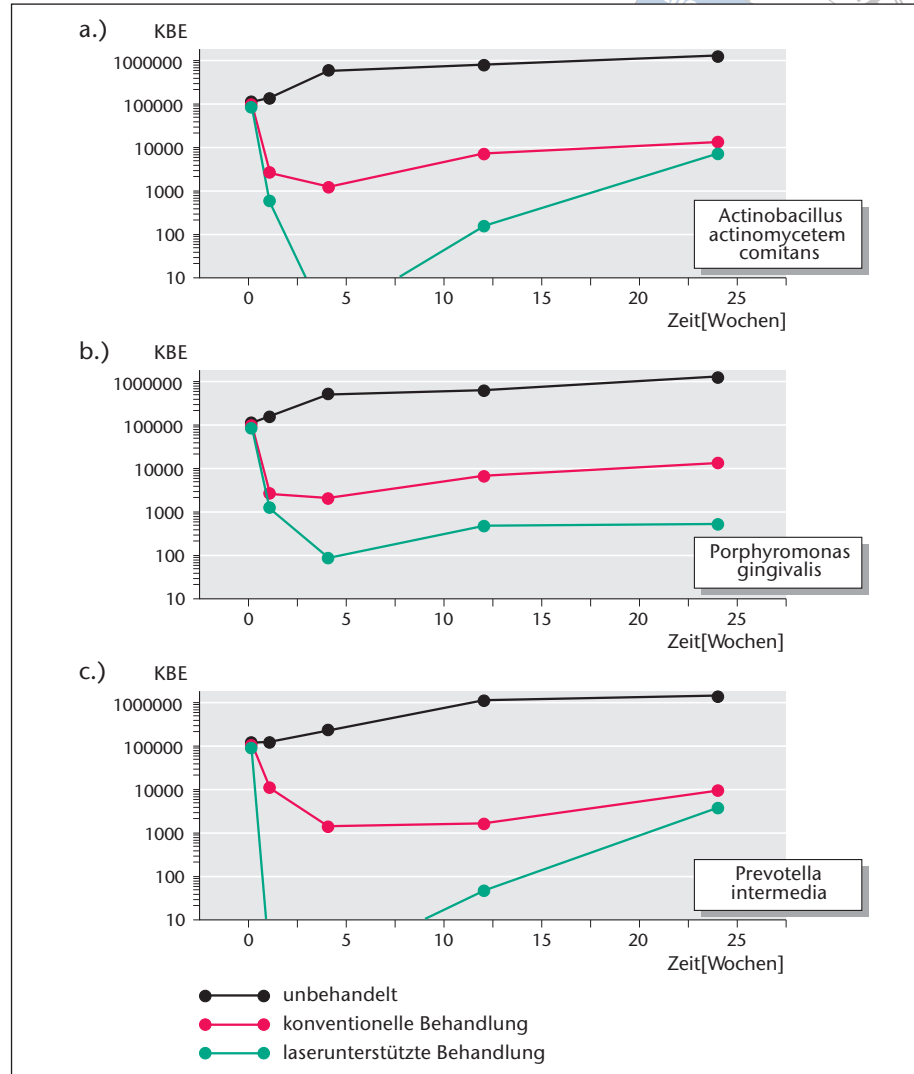 a.) KBE
1000000
100000
10000
1000
100
10
0 5 10 15 20 25
Zeit[Wochen]
Actinobacillus
actinomycetem-
comitans
b.) KBE
1000000
100000
10000
1000
100
10
0 5 10 15 20 25
Zeit[Wochen]
Porphyromonas
gingivalis
c.) KBE
1000000
100000
10000
1000
100
10
0 5 10 15 20 25
Zeit[Wochen]
Prevotella
intermedia
unbehandelt
konventionelle Behandlung
laserunterstützte Behandlung